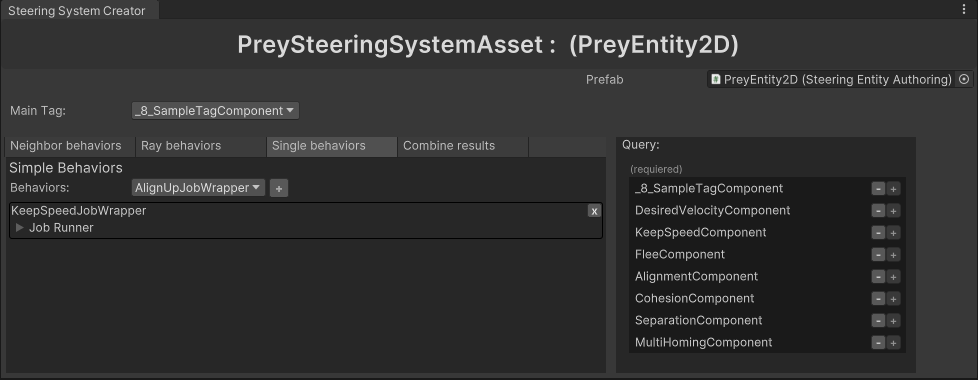 Steering System Creator
PreySteeringSystemAsset : (PreyEntity2D)
Prefab
PreyEntity2D (Steering Entity Authoring)
Main Tag:
_8_SampleTagComponent
Neighbor behaviors
Ray behaviors
Single behaviors
Combine results
Simple Behaviors
Behaviors:
AlignUpJobWrapper
+
KeepSpeedJobWrapper
x
Job Runner
Query:
(requiered)
_8_SampleTagComponent - +
DesiredVelocityComponent - +
KeepSpeedComponent - +
FleeComponent - +
AlignmentComponent - +
CohesionComponent - +
SeparationComponent - +
MultiHomingComponent - +